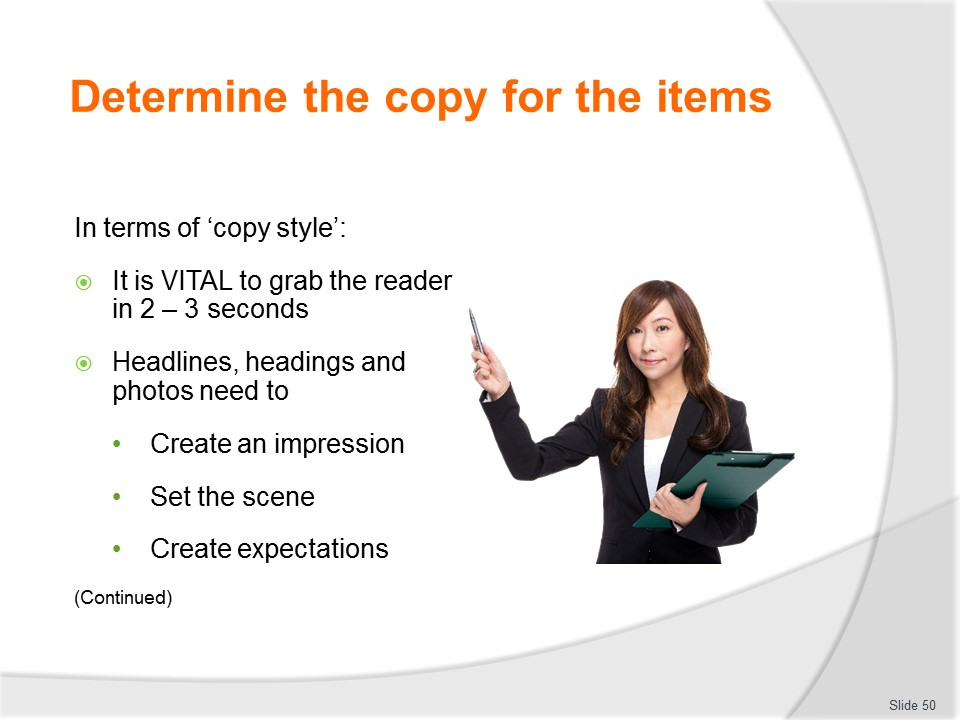 Determine the copy for the items
In terms of ‘copy style’:
It is VITAL to grab the reader
in 2 – 3 seconds
Headlines, headings and
photos need to
• Create an impression
• Set the scene
• Create expectations
(Continued)
Slide 50